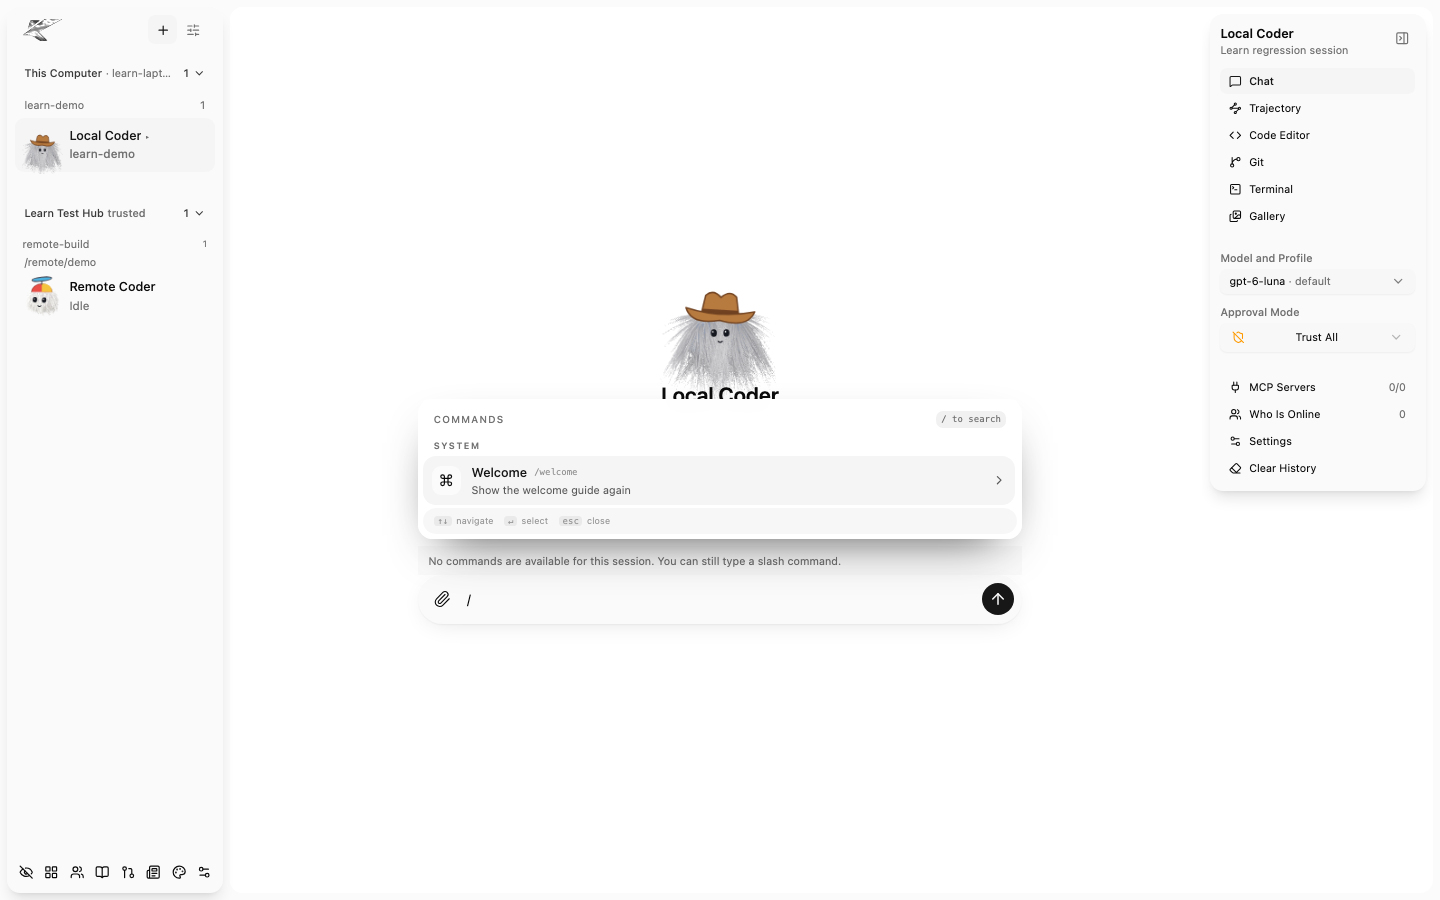 This Computer · learn-lapt... 1
learn-demo 1
Local Coder
learn-demo
Learn Test Hub trusted 1
remote-build 1
/remote/demo
Remote Coder
Idle
Local Coder
COMMANDS / to search
SYSTEM
Welcome /welcome
Show the welcome guide again
↑↓ navigate ↵ select esc close
No commands are available for this session. You can still type a slash command.
/
Local Coder
Learn regression session
Chat
Trajectory
Code Editor
Git
Terminal
Gallery
Model and Profile
gpt-6-luna · default
Approval Mode
Trust All
MCP Servers 0/0
Who Is Online 0
Settings
Clear History